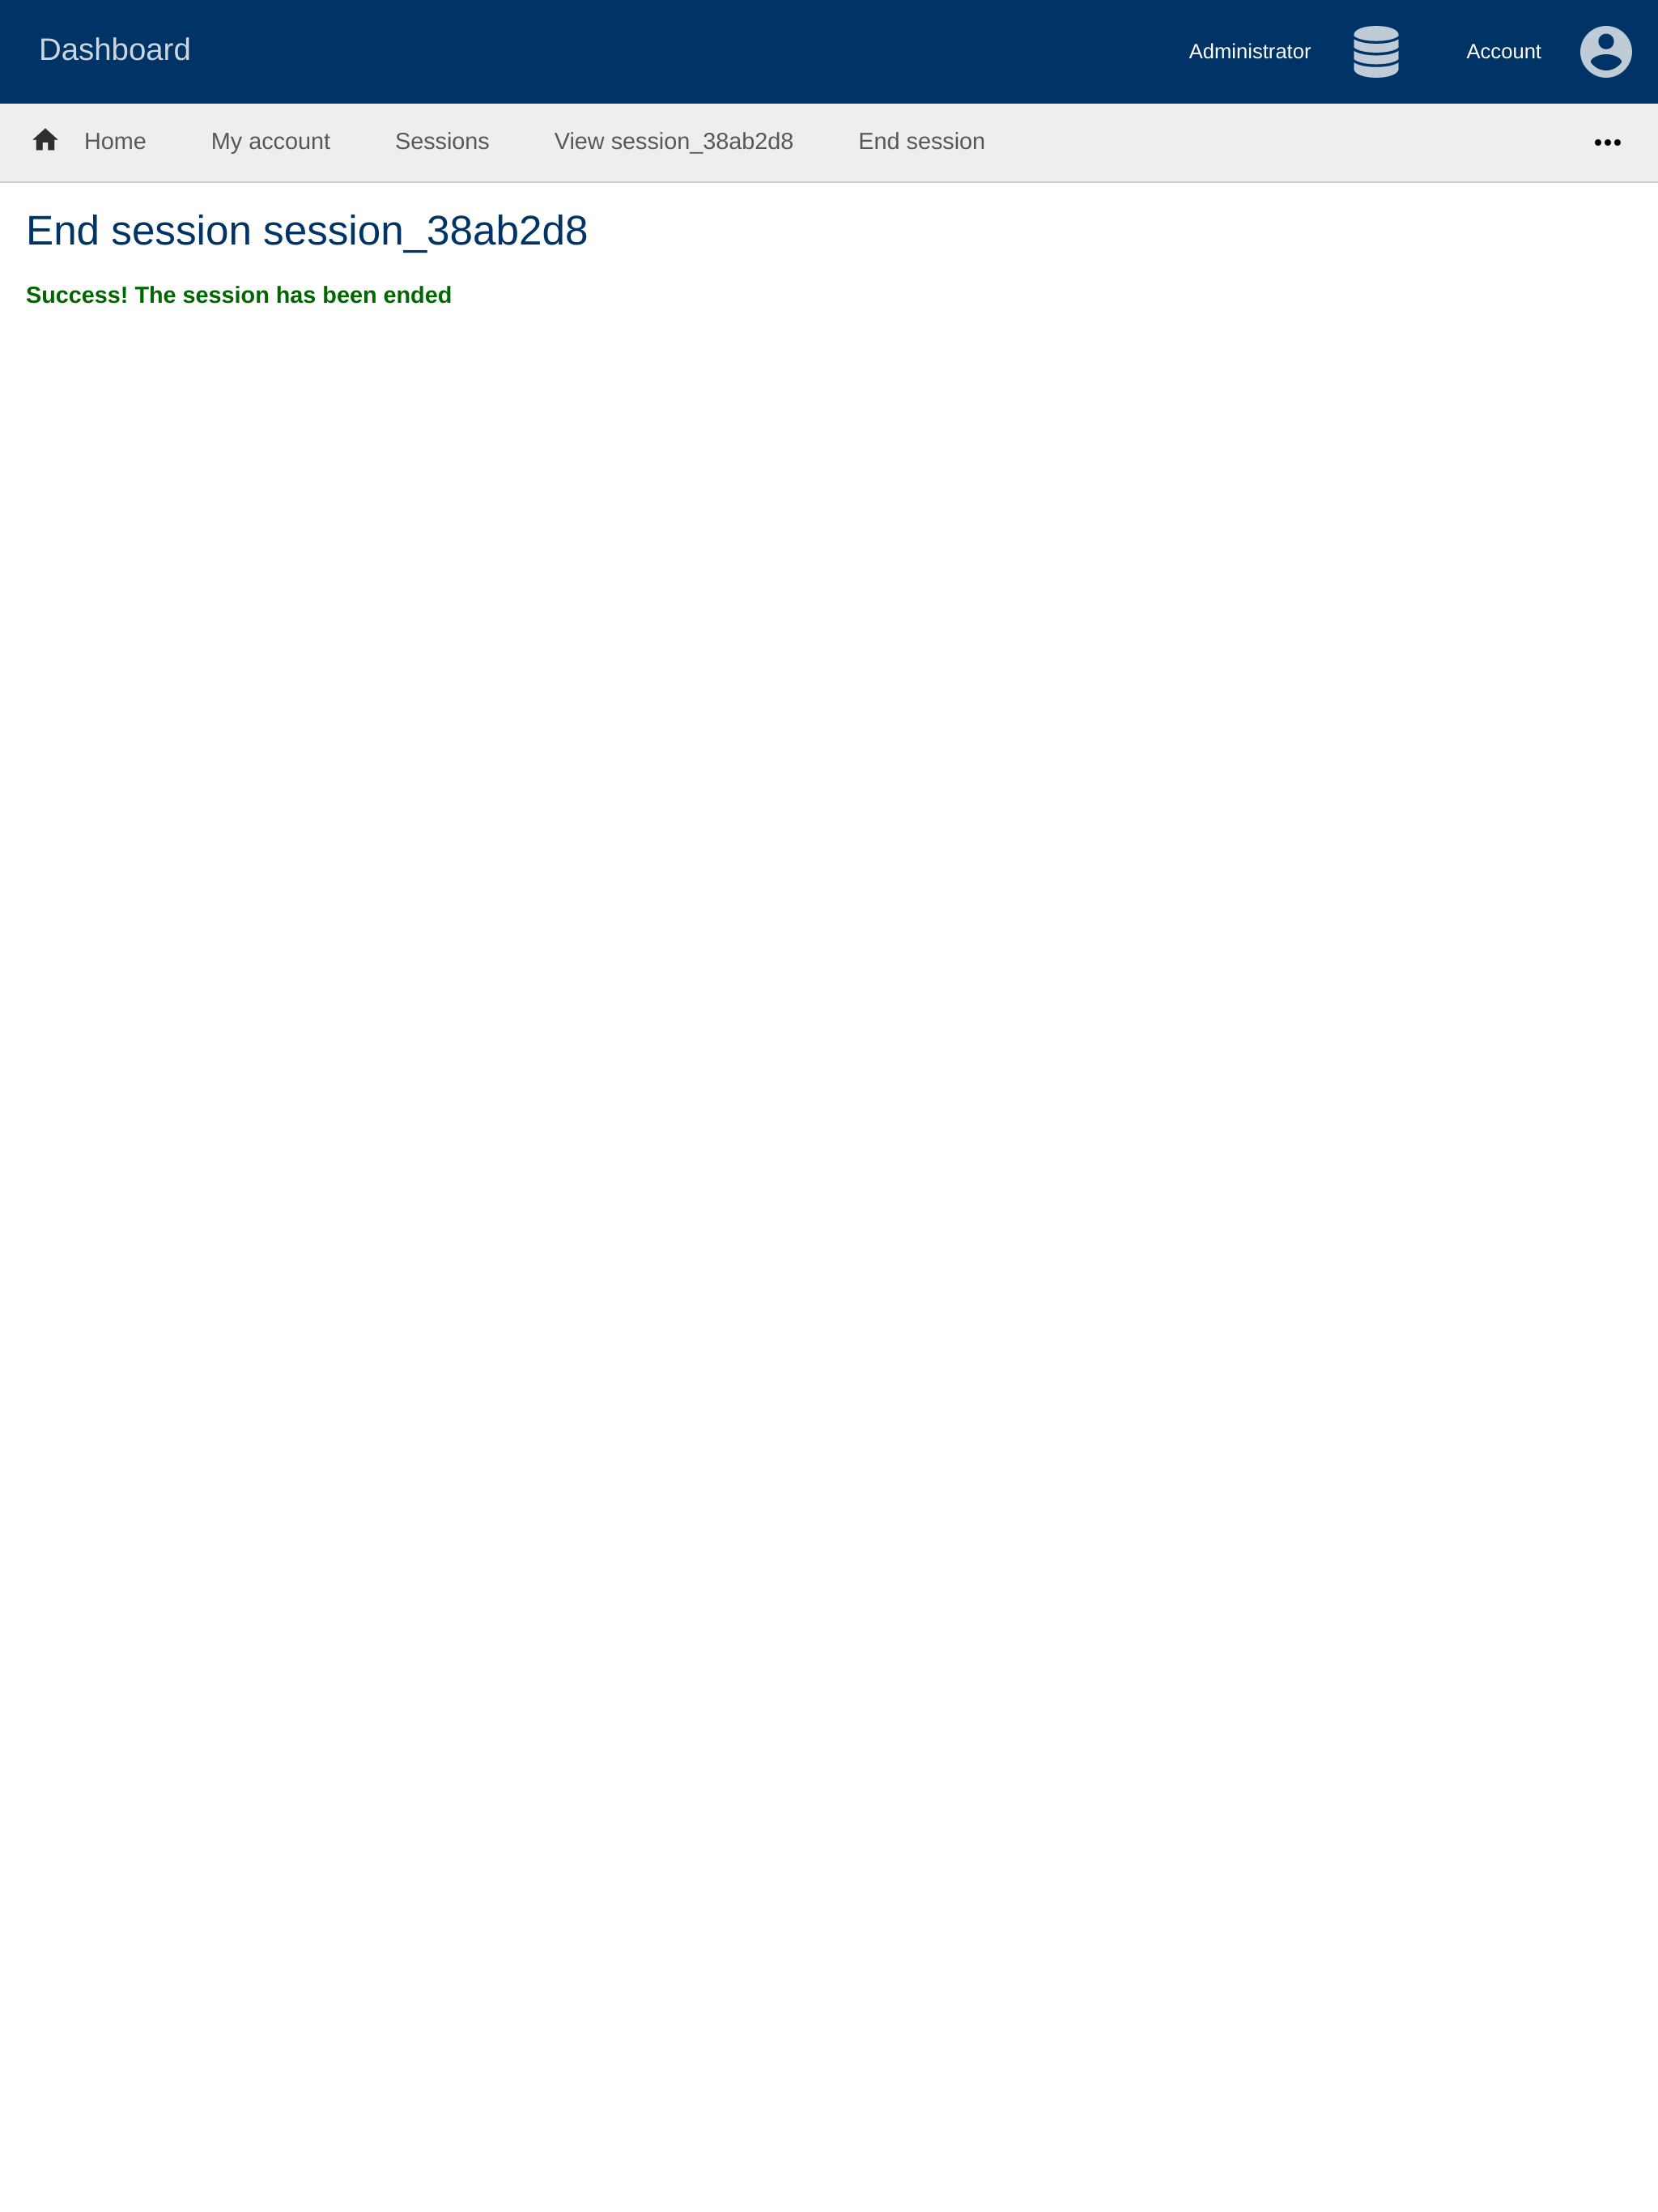 Dashboard
Administrator
Account
Home
My account
Sessions
View session_38ab2d8
End session
End session session_38ab2d8
Success! The session has been ended